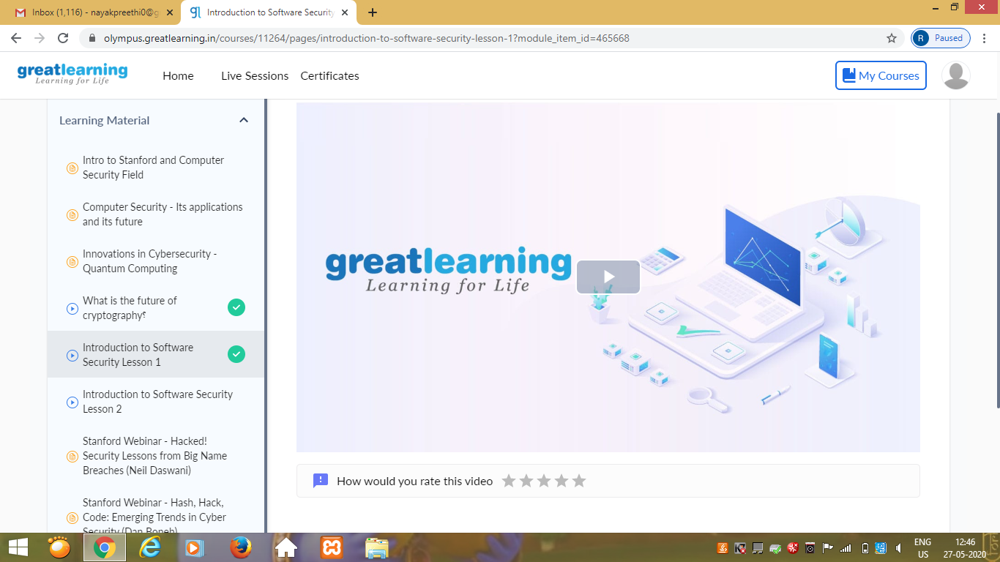 Inbox (1,116) - nayakpreethi0@g
Introduction to Software Security
olympus.greatlearning.in/courses/11264/pages/introduction-to-software-security-lesson-1?module_item_id=465668
R Paused
greatlearning
Learning for Life
Home
Live Sessions
Certificates
My Courses
Learning Material
Intro to Stanford and Computer
Security Field
Computer Security - Its applications
and its future
Innovations in Cybersecurity -
Quantum Computing
What is the future of
cryptography?
Introduction to Software
Security Lesson 1
Introduction to Software Security
Lesson 2
Stanford Webinar - Hacked!
Security Lessons from Big Name
Breaches (Neil Daswani)
Stanford Webinar - Hash, Hack,
Code: Emerging Trends in Cyber
Security (Dan Boneh)
greatlearning
Learning for Life
How would you rate this video
ENG
US
12:46
27-05-2020